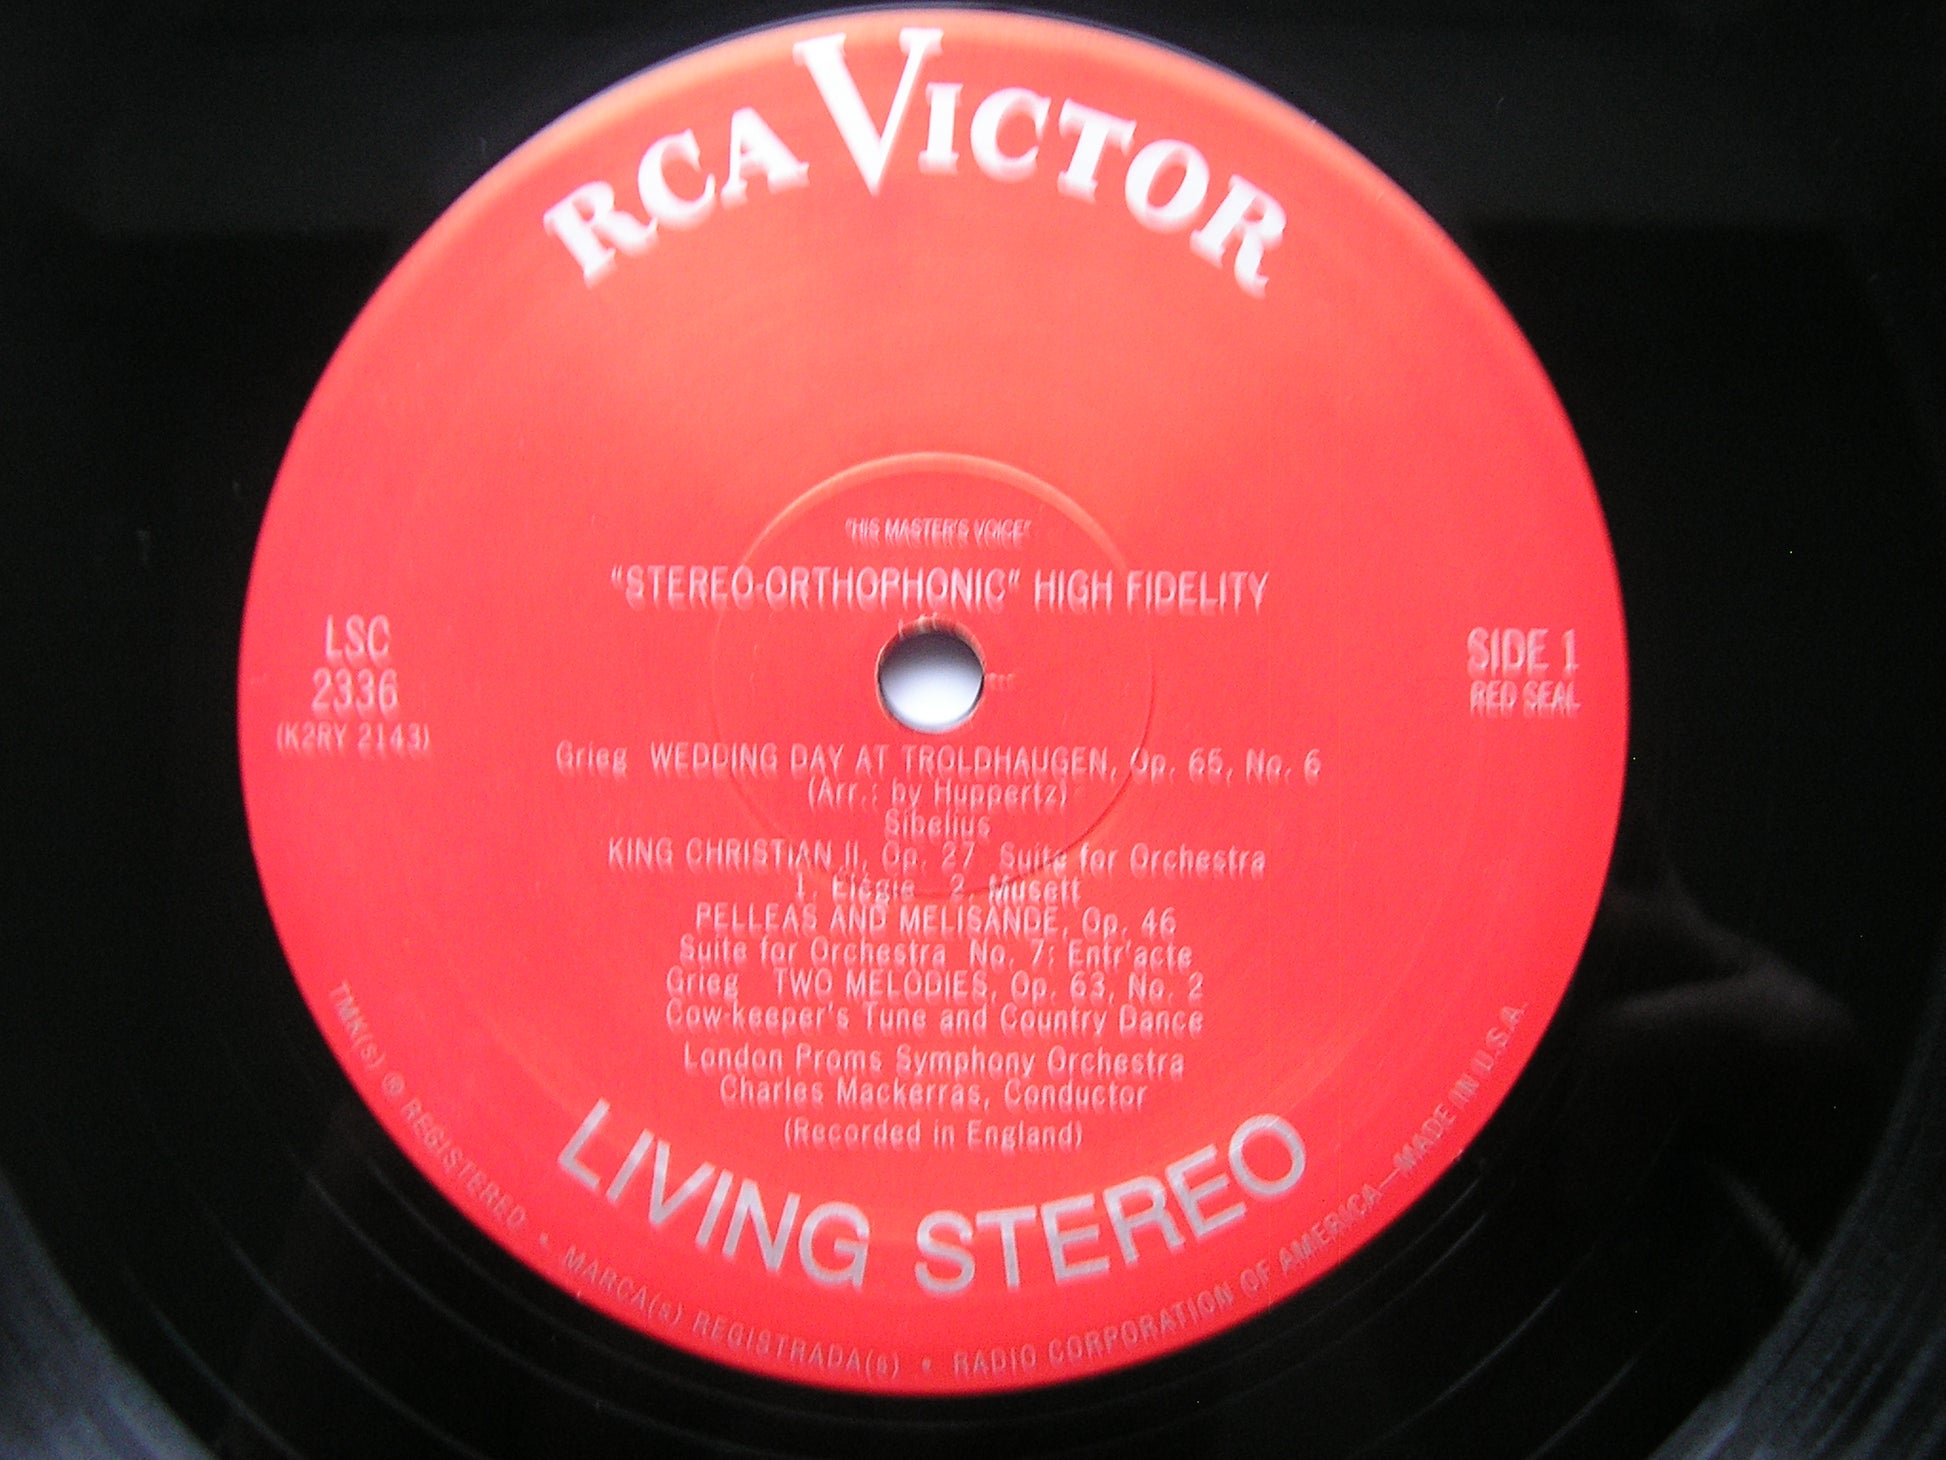 RCA VICTOR
"HIS MASTER'S VOICE"
"STEREO-ORTHOPHONIC" HIGH FIDELITY
LSC
2336
(K2RY 2143)
SIDE 1
RED SEAL
Grieg WEDDING DAY AT TROLDHAUGEN, Op. 65, No. 6
(Arr.: by Huppertz)
Sibelius
KING CHRISTIAN II, Op. 27 Suite for Orchestra
1. Elégie 2. Musett
PELLEAS AND MELISANDE, Op. 46
Suite for Orchestra No. 7: Entr'acte
Grieg TWO MELODIES, Op. 63, No. 2
Cow-keeper's Tune and Country Dance
London Proms Symphony Orchestra
Charles Mackerras, Conductor
(Recorded in England)
LIVING STEREO
TMK(s) ® REGISTERED • MARCA(s) REGISTRADA(s) • RADIO CORPORATION OF AMERICA—MADE IN U.S.A.